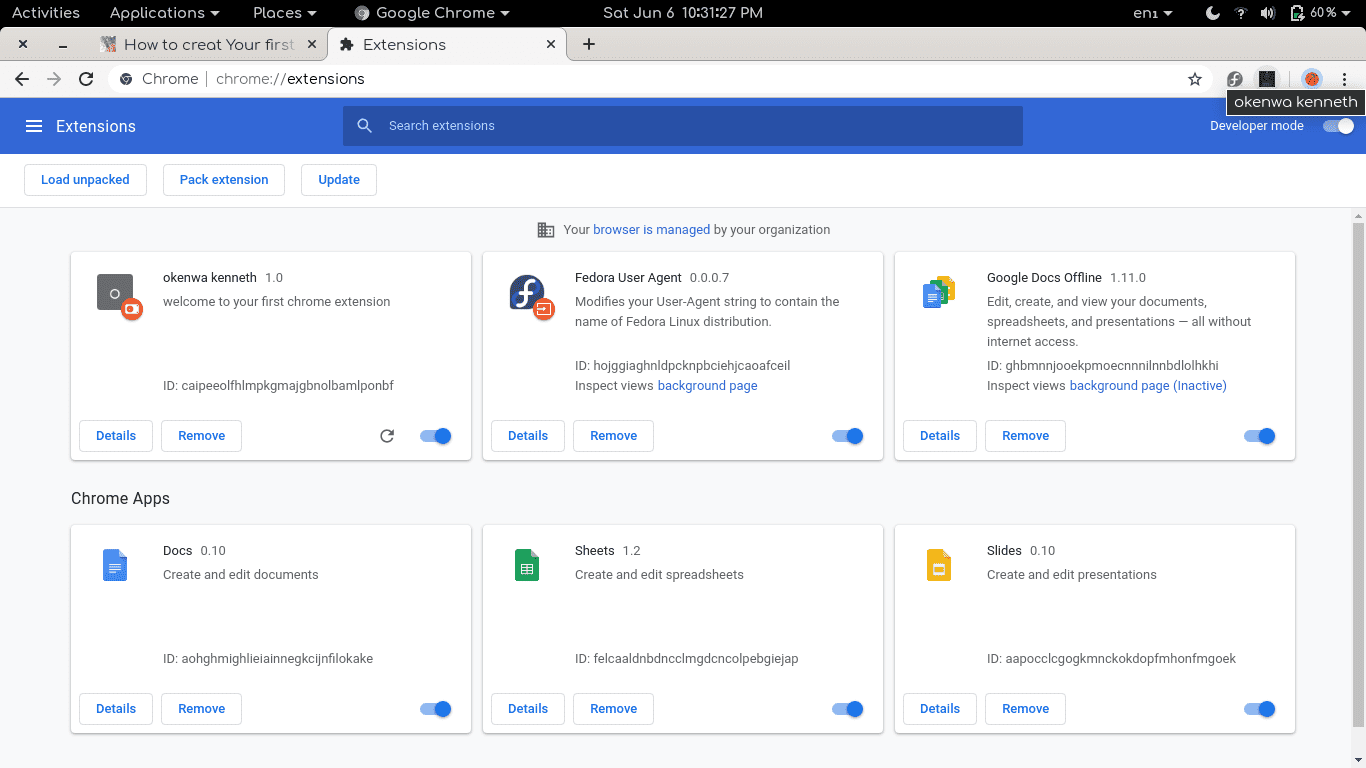 Activities Applications Places Google Chrome Sat Jun 6 10:31:27 PM en1 60 %
How to creat Your first Extensions
Chrome chrome://extensions
okenwa kenneth
Extensions Search extensions Developer mode
Load unpacked Pack extension Update
Your browser is managed by your organization
okenwa kenneth 1.0
welcome to your first chrome extension
ID: caipeeolfhlmpkgmajgbnolbamlponbf
Details Remove
Fedora User Agent 0.0.0.7
Modifies your User-Agent string to contain the
name of Fedora Linux distribution.
ID: hojggiaghnldpcknpbciehjcaoafceil
Inspect views background page
Details Remove
Google Docs Offline 1.11.0
Edit, create, and view your documents,
spreadsheets, and presentations — all without
internet access.
ID: ghbmnnjooekpmoecnnnilnnbdlolhkhi
Inspect views background page (Inactive)
Details Remove
Chrome Apps
Docs 0.10
Create and edit documents
ID: aohghmighlieiainnegkcijnfilokake
Details Remove
Sheets 1.2
Create and edit spreadsheets
ID: felcaaldnbdncclmgdcncolpebgiejap
Details Remove
Slides 0.10
Create and edit presentations
ID: aapocclcgogkmnckokdopfmhonfmgoek
Details Remove